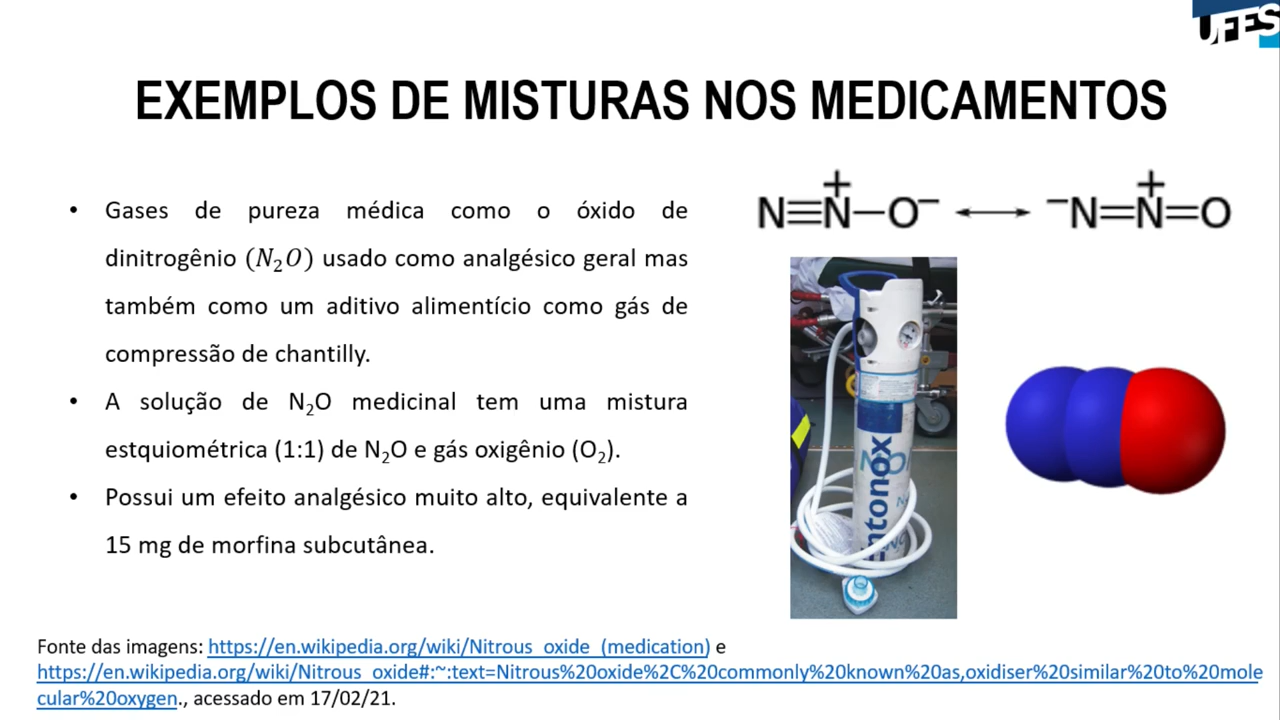 UFES
EXEMPLOS DE MISTURAS NOS MEDICAMENTOS
• Gases de pureza médica como o óxido de
dinitrogênio (N₂O) usado como analgésico geral mas
também como um aditivo alimentício como gás de
compressão de chantilly.
• A solução de N₂O medicinal tem uma mistura
estquiométrica (1:1) de N₂O e gás oxigênio (O₂).
• Possui um efeito analgésico muito alto, equivalente a
15 mg de morfina subcutânea.
N≡N⁺—O⁻ ↔ ⁻N=N⁺=O
ntonox
Fonte das imagens: https://en.wikipedia.org/wiki/Nitrous_oxide_(medication) e
https://en.wikipedia.org/wiki/Nitrous_oxide#:~:text=Nitrous%20oxide%2C%20commonly%20known%20as,oxidiser%20similar%20to%20mole
cular%20oxygen., acessado em 17/02/21.